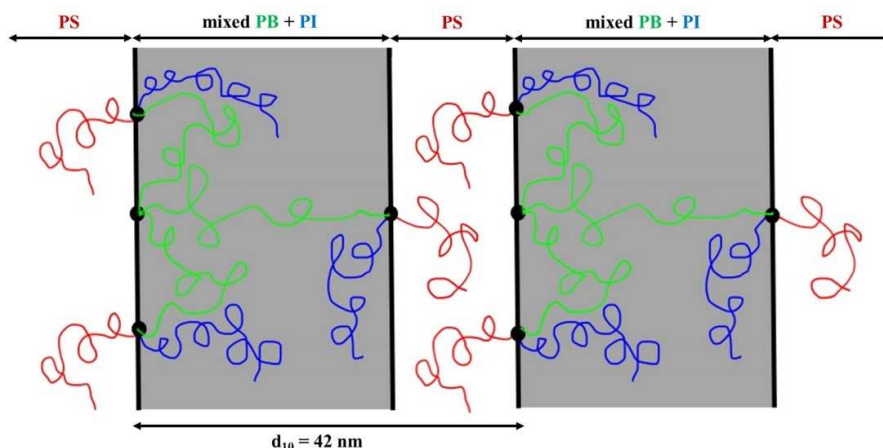 PS mixed PB + PI PS mixed PB + PI PS
d₁₀ = 42 nm